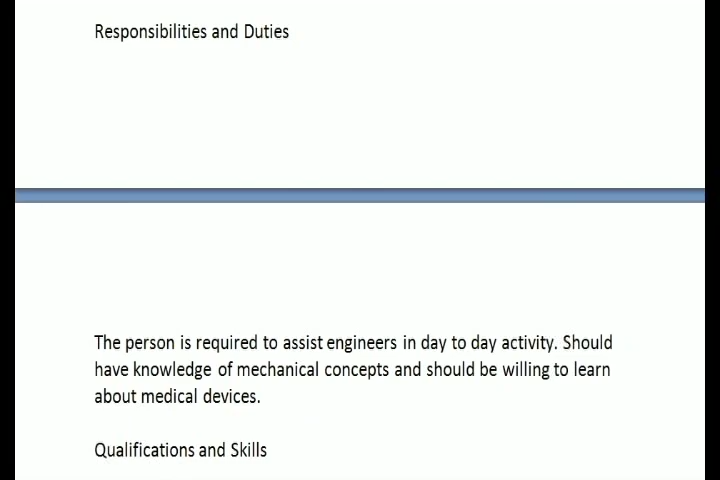 Responsibilities and Duties
The person is required to assist engineers in day to day activity. Should
have knowledge of mechanical concepts and should be willing to learn
about medical devices.
Qualifications and Skills